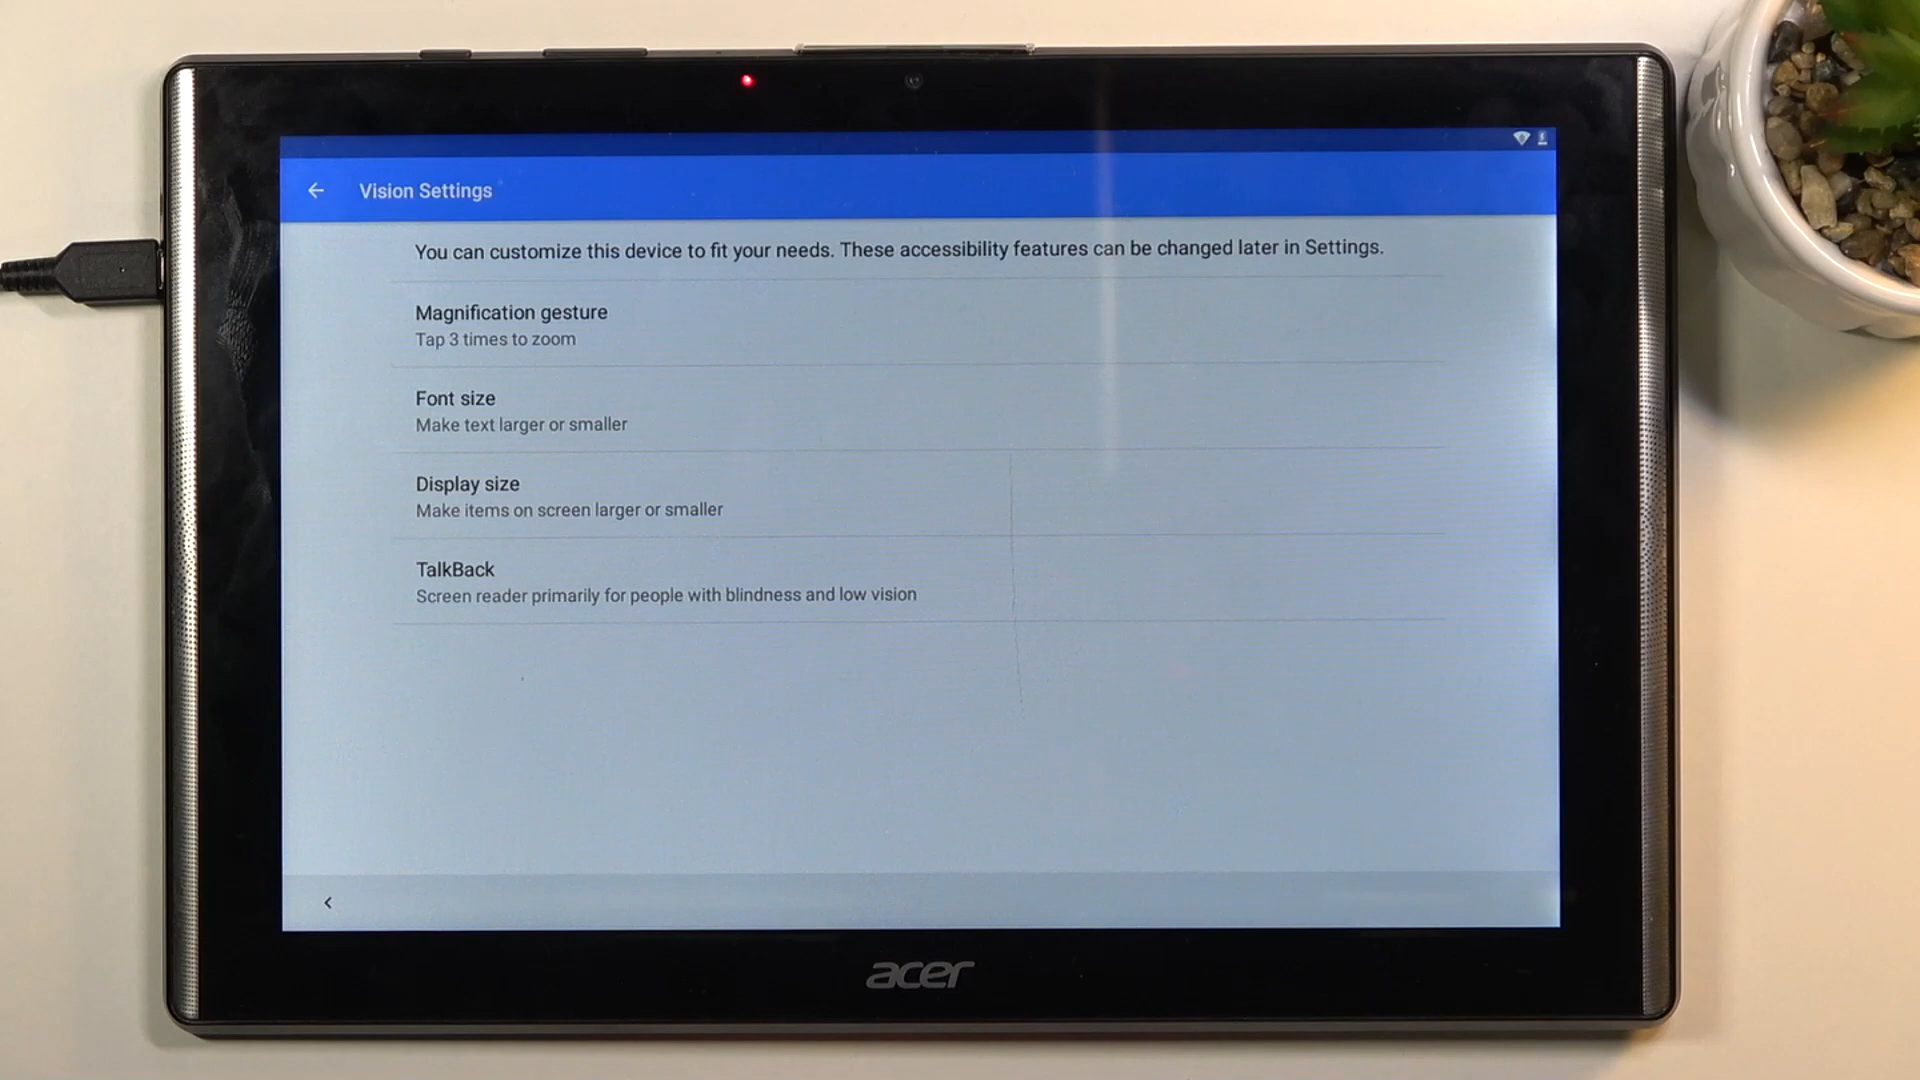 Vision Settings
You can customize this device to fit your needs. These accessibility features can be changed later in Settings.
Magnification gesture
Tap 3 times to zoom
Font size
Make text larger or smaller
Display size
Make items on screen larger or smaller
TalkBack
Screen reader primarily for people with blindness and low vision
acer